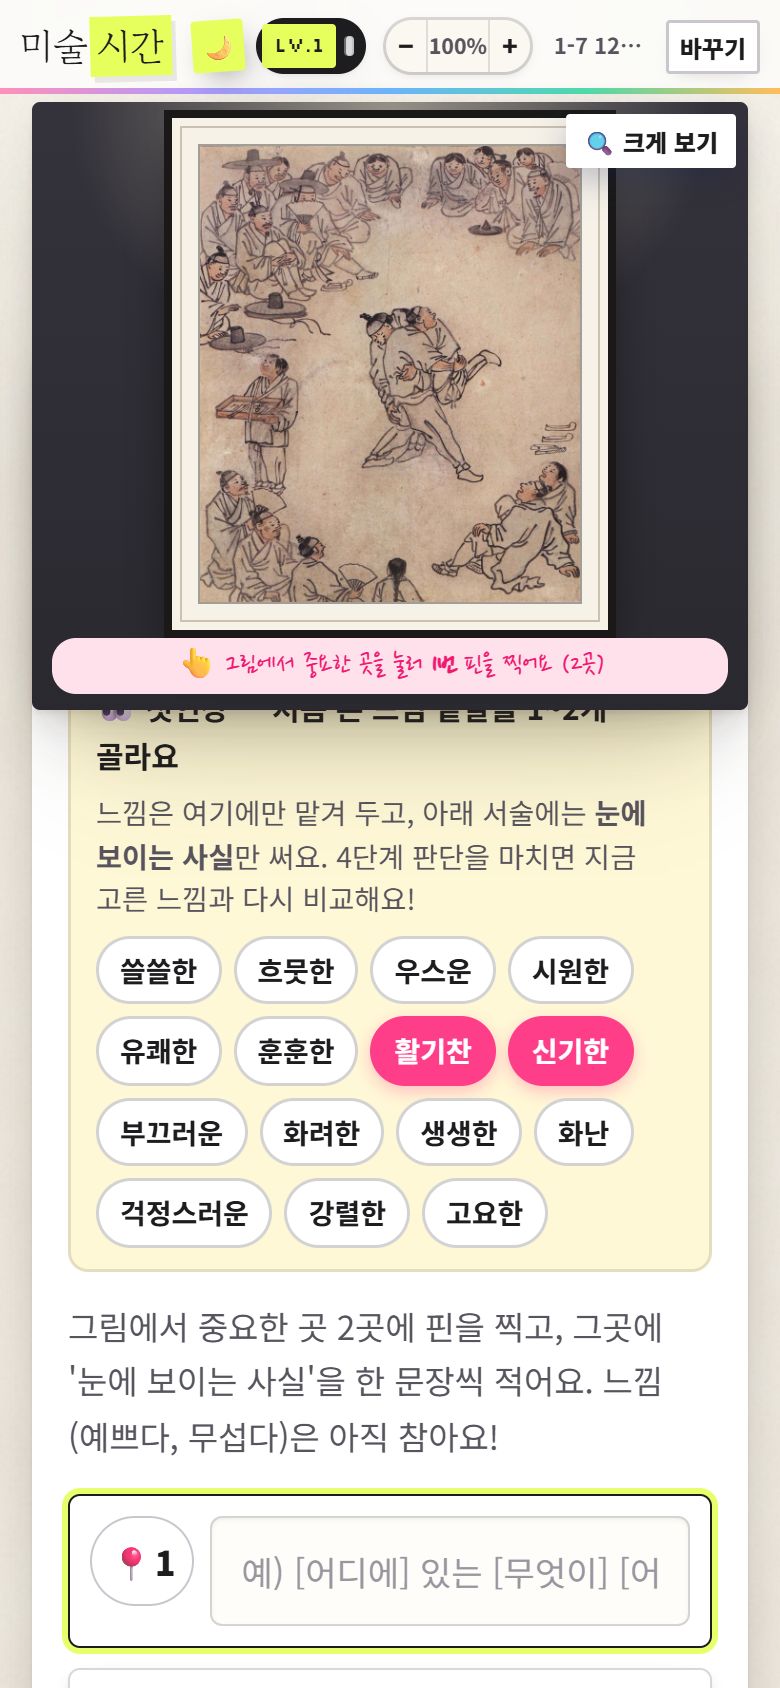 미술 시간
LV.1
− 100% +
1-7 12…
바꾸기
크게 보기
그림에서 중요한 곳을 눌러 1번 핀을 찍어요 (2곳)
골라요
느낌은 여기에만 맡겨 두고, 아래 서술에는 눈에
보이는 사실만 써요. 4단계 판단을 마치면 지금
고른 느낌과 다시 비교해요!
쓸쓸한 흐뭇한 우스운 시원한
유쾌한 훈훈한 활기찬 신기한
부끄러운 화려한 생생한 화난
걱정스러운 강렬한 고요한
그림에서 중요한 곳 2곳에 핀을 찍고, 그곳에
'눈에 보이는 사실'을 한 문장씩 적어요. 느낌
(예쁘다, 무섭다)은 아직 참아요!
1 예) [어디에] 있는 [무엇이] [어